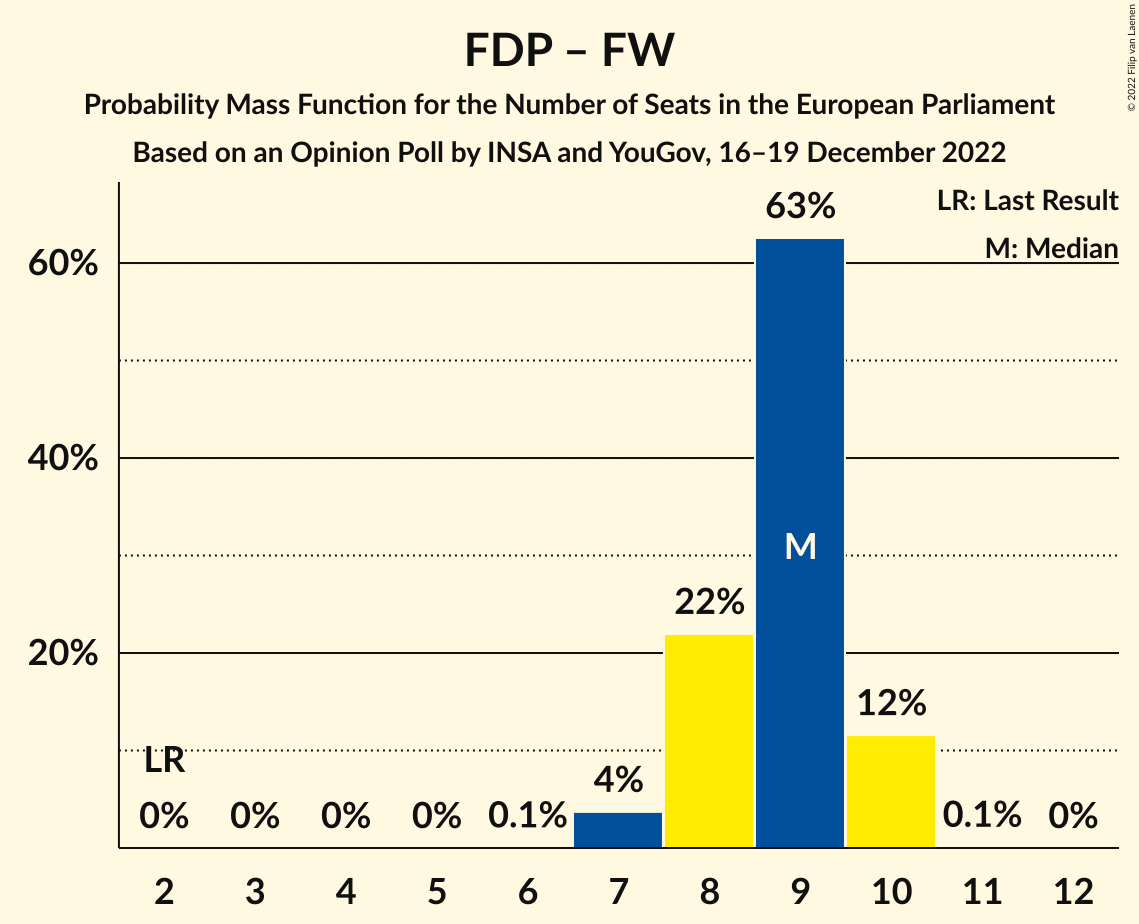 FDP – FW
Probability Mass Function for the Number of Seats in the European Parliament
Based on an Opinion Poll by INSA and YouGov, 16–19 December 2022
© 2022 Filip van Laenen
LR: Last Result
M: Median
60%
40%
20%
63%
M
22%
12%
LR
4%
0% 0% 0% 0% 0.1% 0.1% 0%
2 3 4 5 6 7 8 9 10 11 12